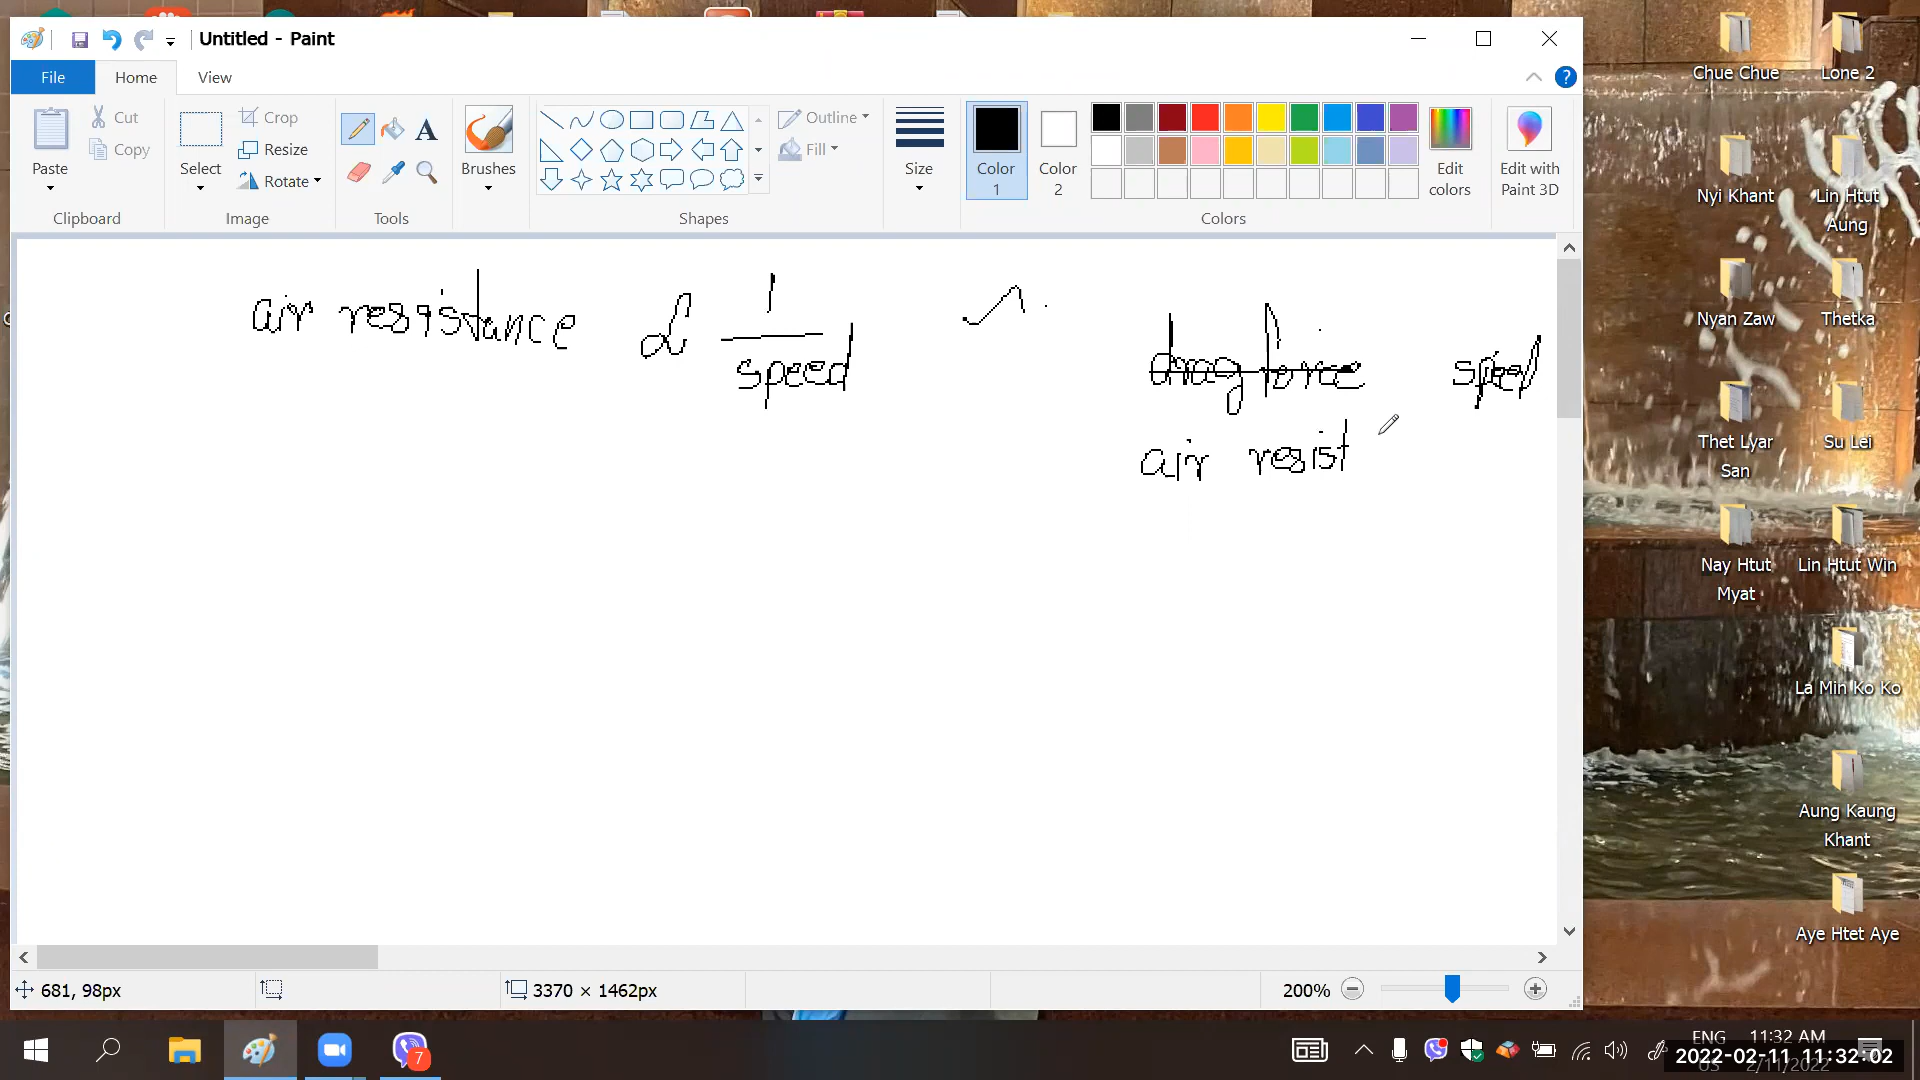 Untitled - Paint
File Home View
Paste Cut Copy Clipboard
Select Crop Resize Rotate Image
Tools
Brushes
Shapes
Outline Fill
Size
Color 1 Color 2
Edit colors
Colors
Edit with Paint 3D
air resistance α 1
speed
drag force speed
air resist
681, 98px
3370 × 1462px
200%
Chue Chue
Lone 2
Nyi Khant
Lin Htut Aung
Nyan Zaw
Thetka
Thet Lyar San
Su Lei
Nay Htut Myat
Lin Htut Win
La Min Ko Ko
Aung Kaung Khant
Aye Htet Aye
7
ENG
11:32 AM
2022-02-11 11:32:02